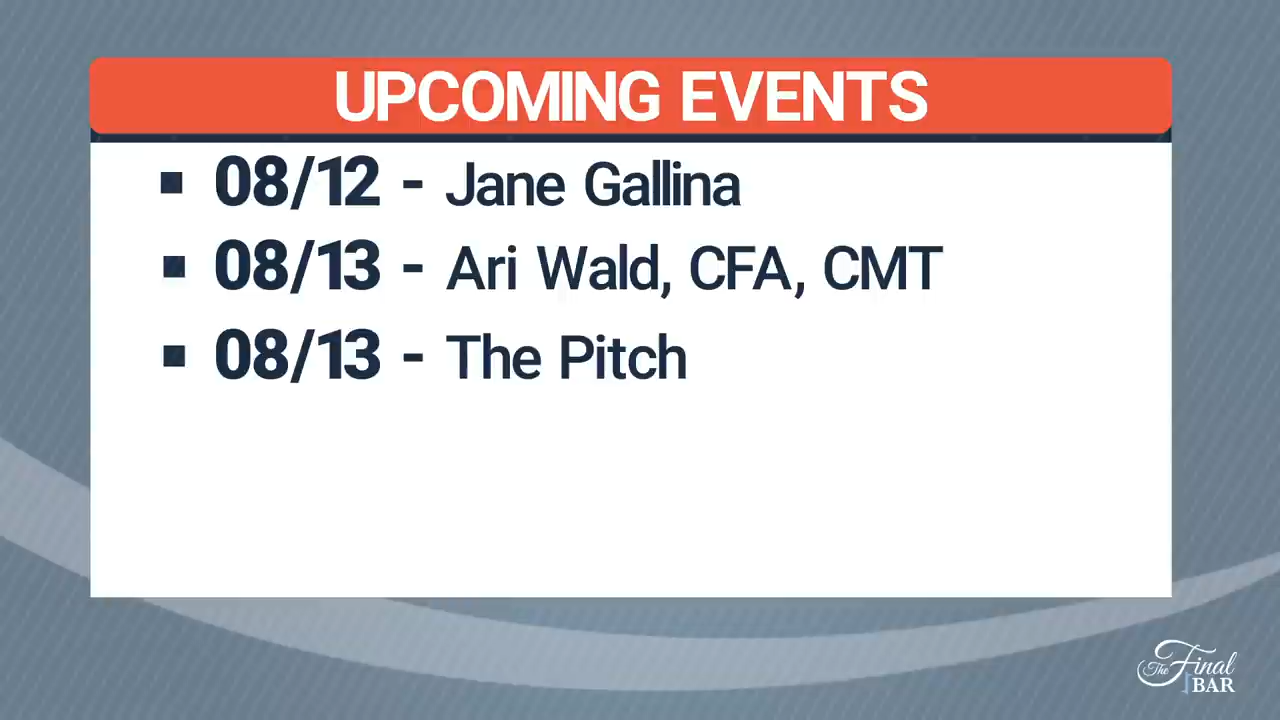 UPCOMING EVENTS
▪ 08/12 - Jane Gallina
▪ 08/13 - Ari Wald, CFA, CMT
▪ 08/13 - The Pitch
The Final
BAR